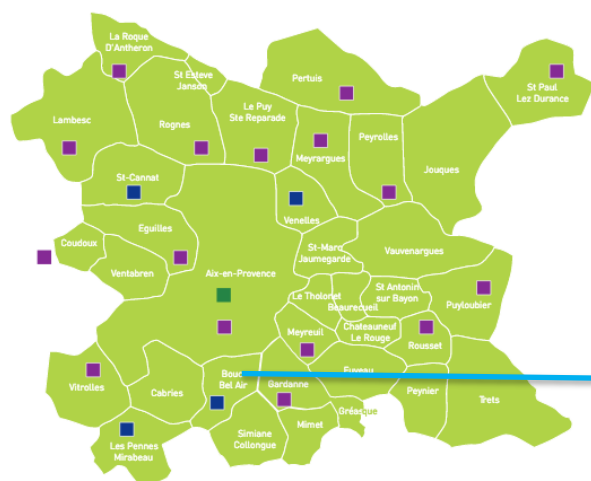 La Roque
D'Antheron
St Esteve
Janson
Pertuis
St Paul
Lez Durance
Lambesc
Rognes
Le Puy
Ste Reparade
Meyrargues
Peyrolles
Jouques
St-Cannat
Venelles
Eguilles
Coudoux
Ventabren
St-Marc
Jaumegarde
Vauvenargues
Aix-en-Provence
Le Tholonet
Beaurecueil
St Antonin
sur Bayon
Puyloubier
Meyreuil
Chateauneuf
Le Rouge
Rousset
Vitrolles
Cabries
Bouc
Bel Air
Gardanne
Fuveau
Peynier
Trets
Gréasque
Les Pennes
Mirabeau
Simiane
Collongue
Mimet